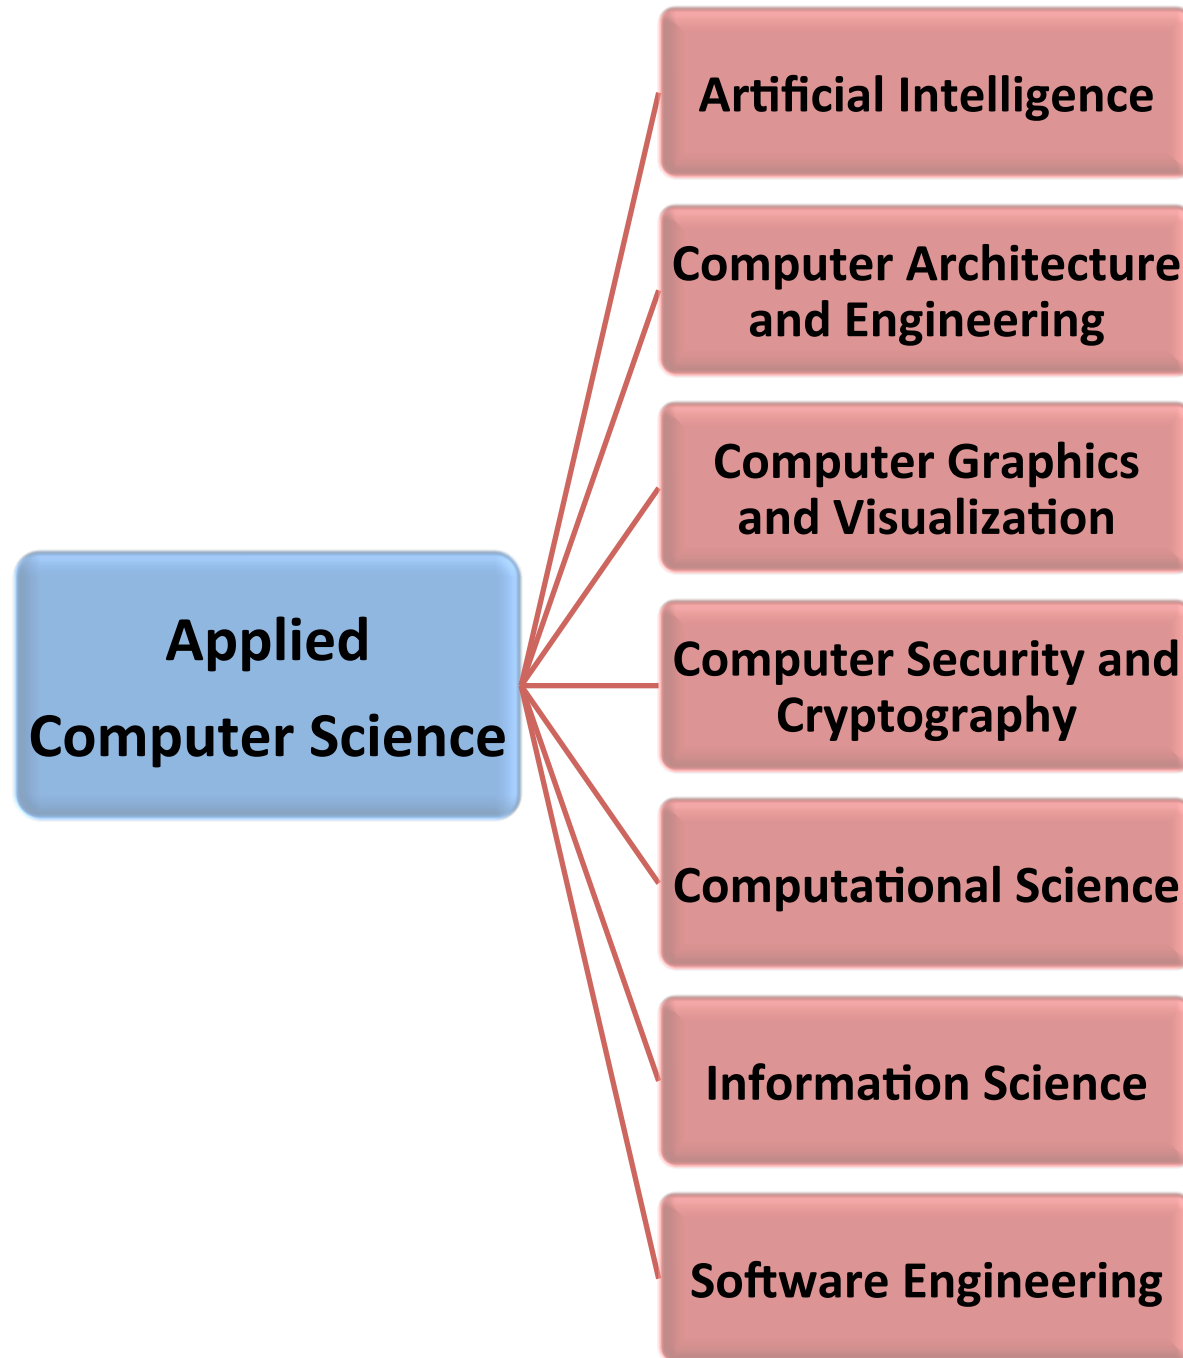 Artificial Intelligence
Computer Architecture
and Engineering
Computer Graphics
and Visualization
Applied
Computer Science
Computer Security and
Cryptography
Computational Science
Information Science
Software Engineering